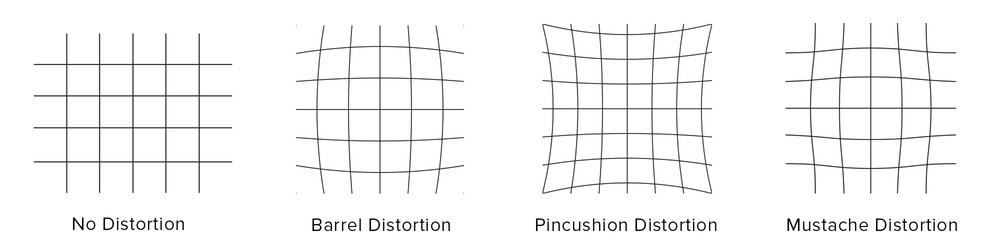 No Distortion
Barrel Distortion
Pincushion Distortion
Mustache Distortion